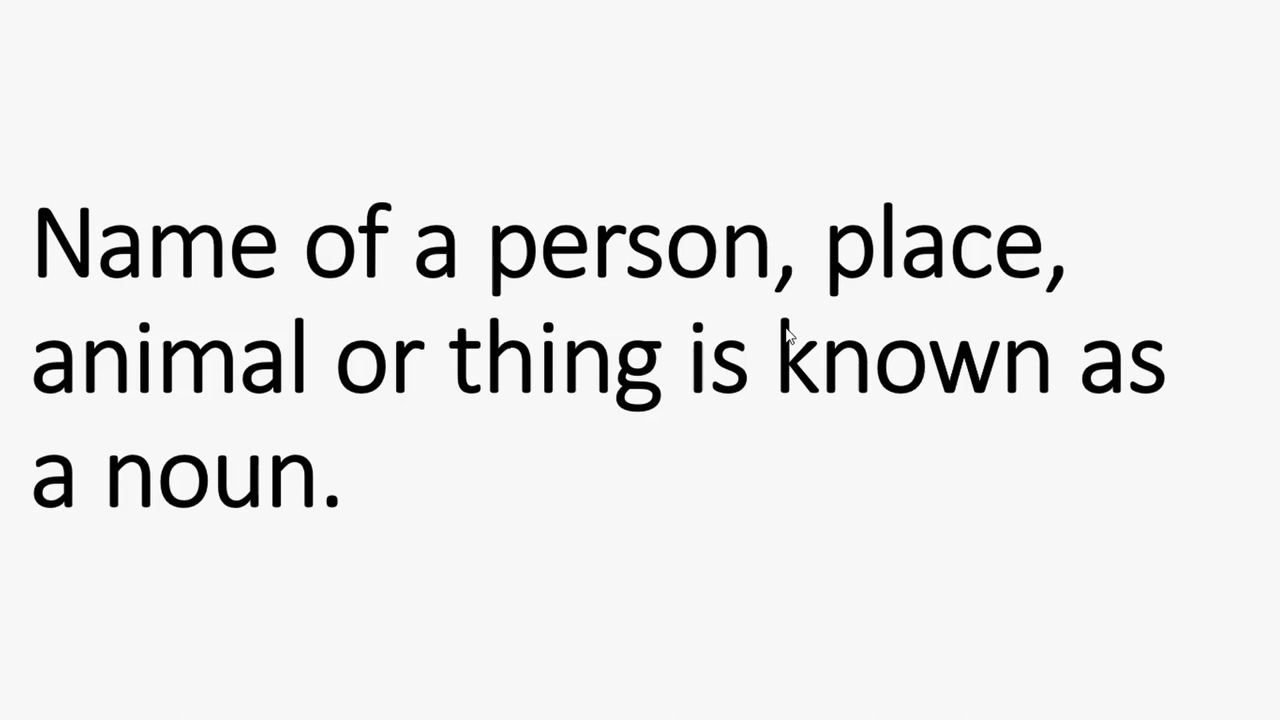 Name of a person, place,
animal or thing is known as
a noun.